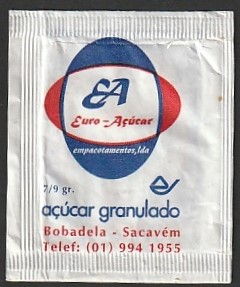 EA
Euro-Açúcar
empacotamentos, lda
7/9 gr.
açúcar granulado
Bobadela - Sacavém
Telef: (01) 994 1955